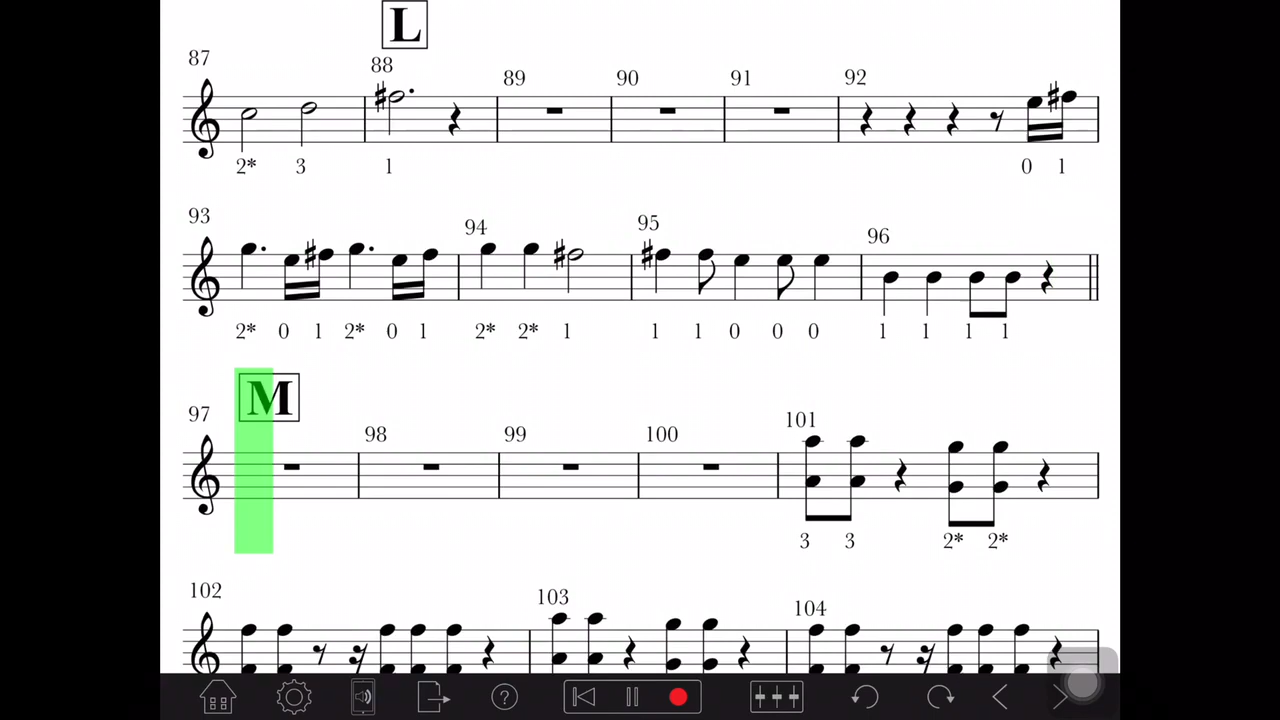 L
87 88 89 90 91 92
2* 3 1 0 1
93 94 95 96
2* 0 1 2* 0 1 2* 2* 1 1 1 0 0 0 1 1 1 1
M
97 98 99 100 101
3 3 2* 2*
102 103 104
?